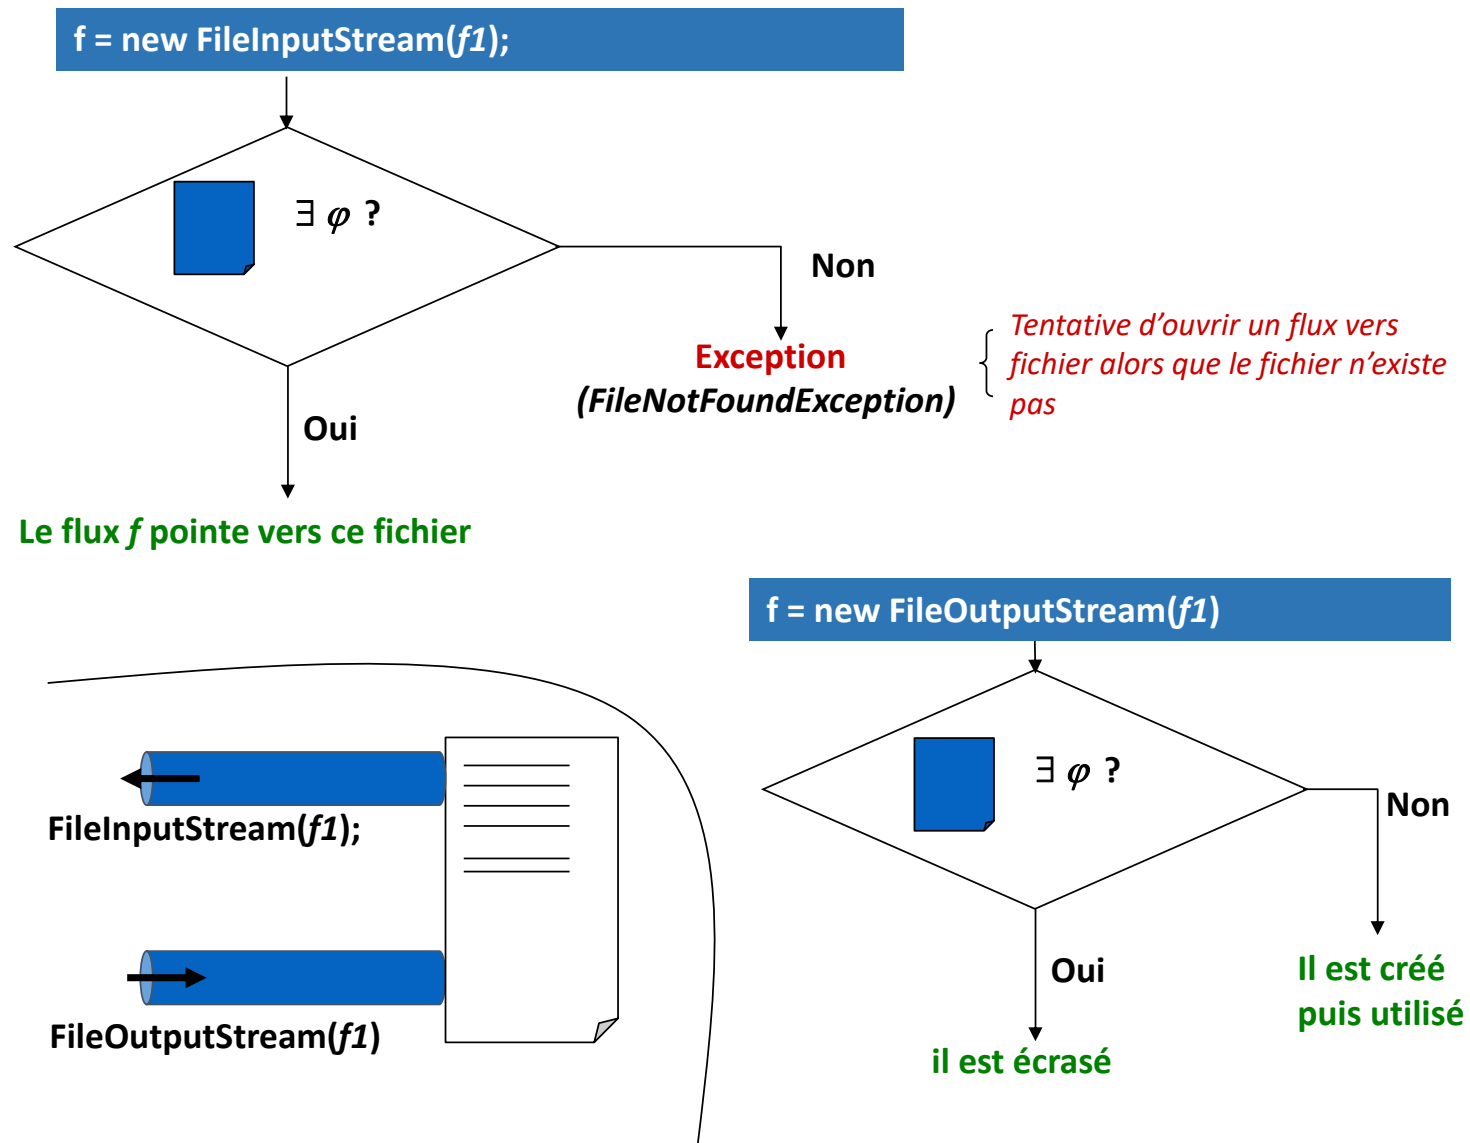 f = new FileInputStream(f1);
∃ φ ?
Non
Exception
(FileNotFoundException)
Tentative d’ouvrir un flux vers
fichier alors que le fichier n’existe
pas
Oui
Le flux f pointe vers ce fichier
f = new FileOutputStream(f1)
∃ φ ?
Non
Oui
Il est créé
puis utilisé
il est écrasé
FileInputStream(f1);
FileOutputStream(f1)